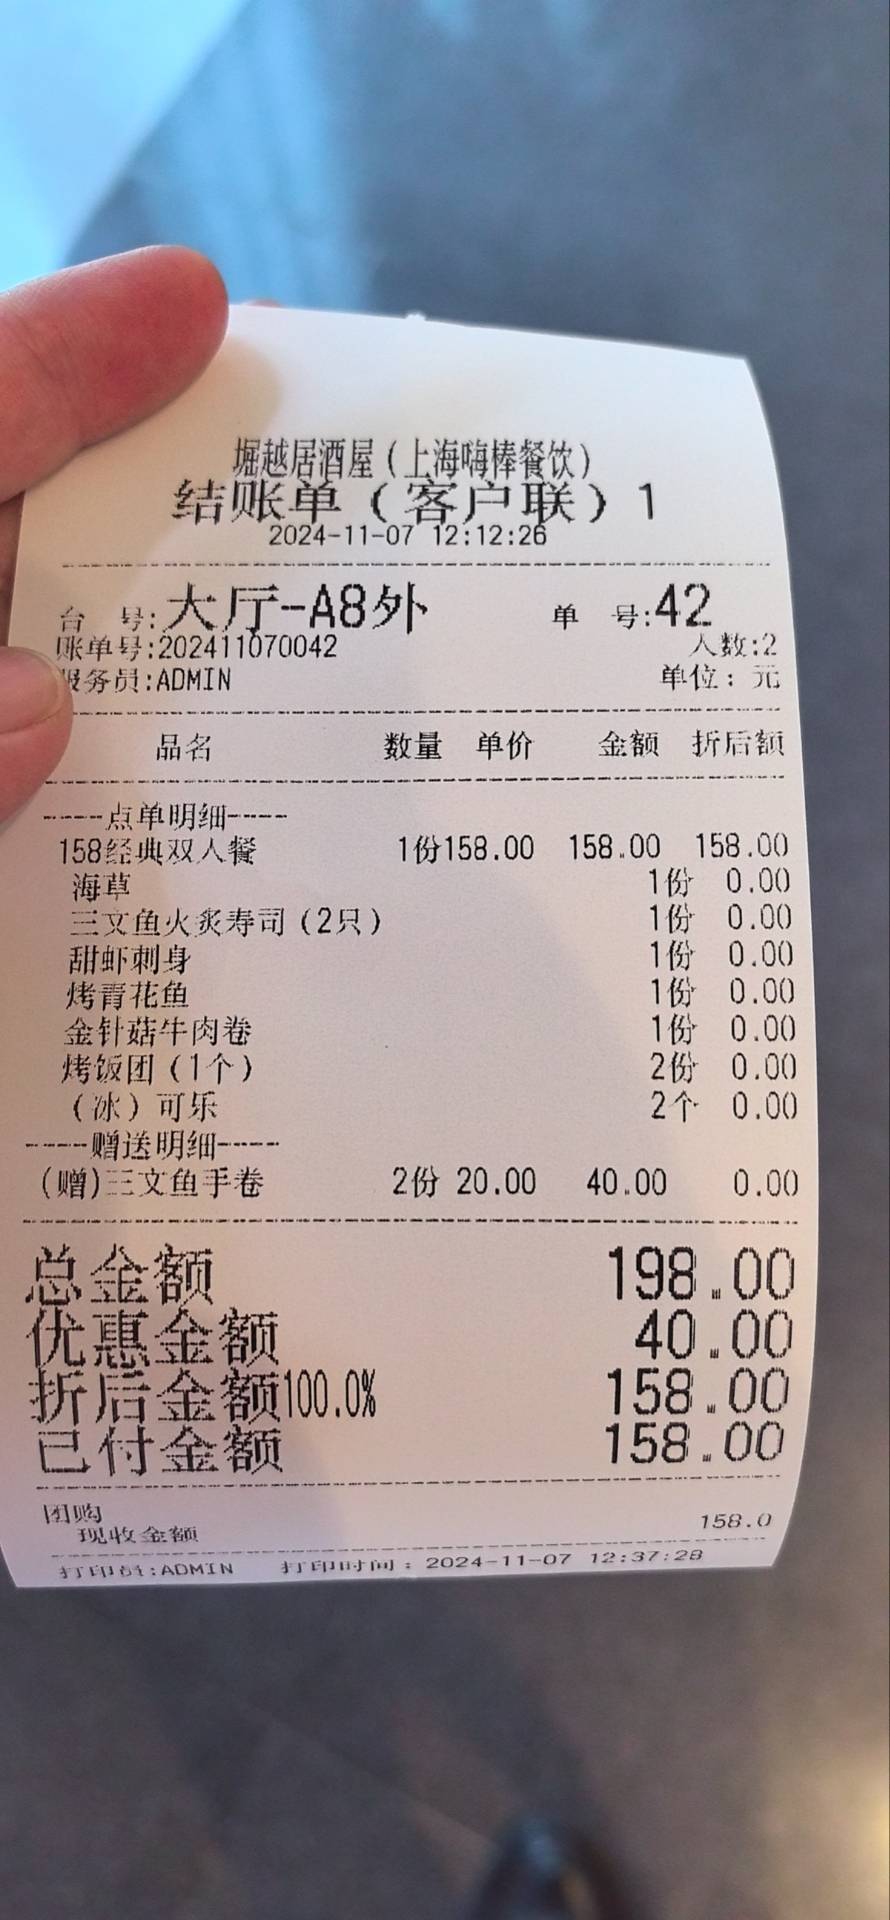 堀越居酒屋（上海嗨棒餐饮）
结账单（客户联）1
2024-11-07 12:12:26
台 号:大厅-A8外 单 号:42
账单号:202411070042 人数:2
服务员:ADMIN 单位：元
品名 数量 单价 金额 折后额
----点单明细----
158经典双人餐 1份158.00 158.00 158.00
海草 1份 0.00
三文鱼火炙寿司（2只） 1份 0.00
甜虾刺身 1份 0.00
烤青花鱼 1份 0.00
金针菇牛肉卷 1份 0.00
烤饭团（1个） 2份 0.00
（冰）可乐 2个 0.00
----赠送明细----
(赠)三文鱼手卷 2份 20.00 40.00 0.00
总金额 198.00
优惠金额 40.00
折后金额100.0% 158.00
已付金额 158.00
团购
现收金额 158.0
打印员:ADMIN 打印时间：2024-11-07 12:37:28